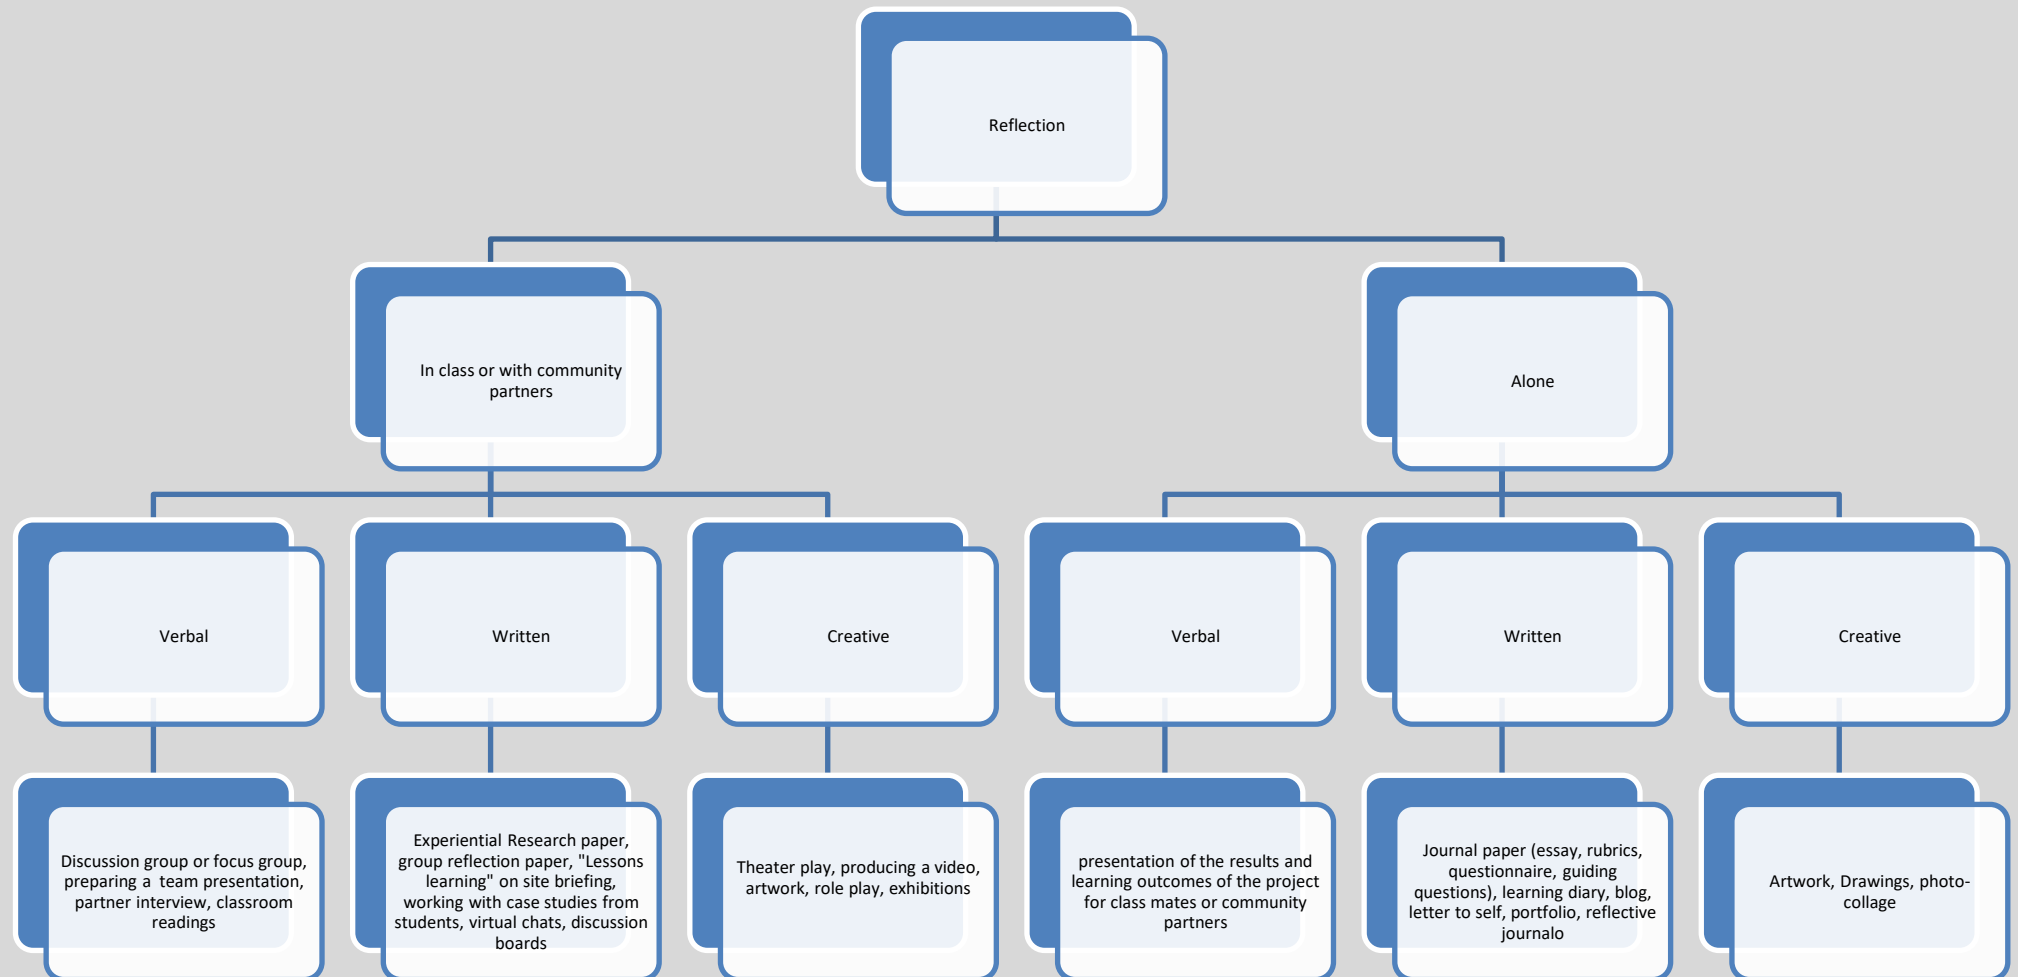 Reflection
In class or with community
partners
Alone
Verbal
Written
Creative
Verbal
Written
Creative
Discussion group or focus group,
preparing a  team presentation,
partner interview, classroom
readings
Experiential Research paper,
group reflection paper, "Lessons
learning" on site briefing,
working with case studies from
students, virtual chats, discussion
boards
Theater play, producing a video,
artwork, role play, exhibitions
presentation of the results and
learning outcomes of the project
for class mates or community
partners
Journal paper (essay, rubrics,
questionnaire, guiding
questions), learning diary, blog,
letter to self, portfolio, reflective
journalo
Artwork, Drawings, photo-
collage